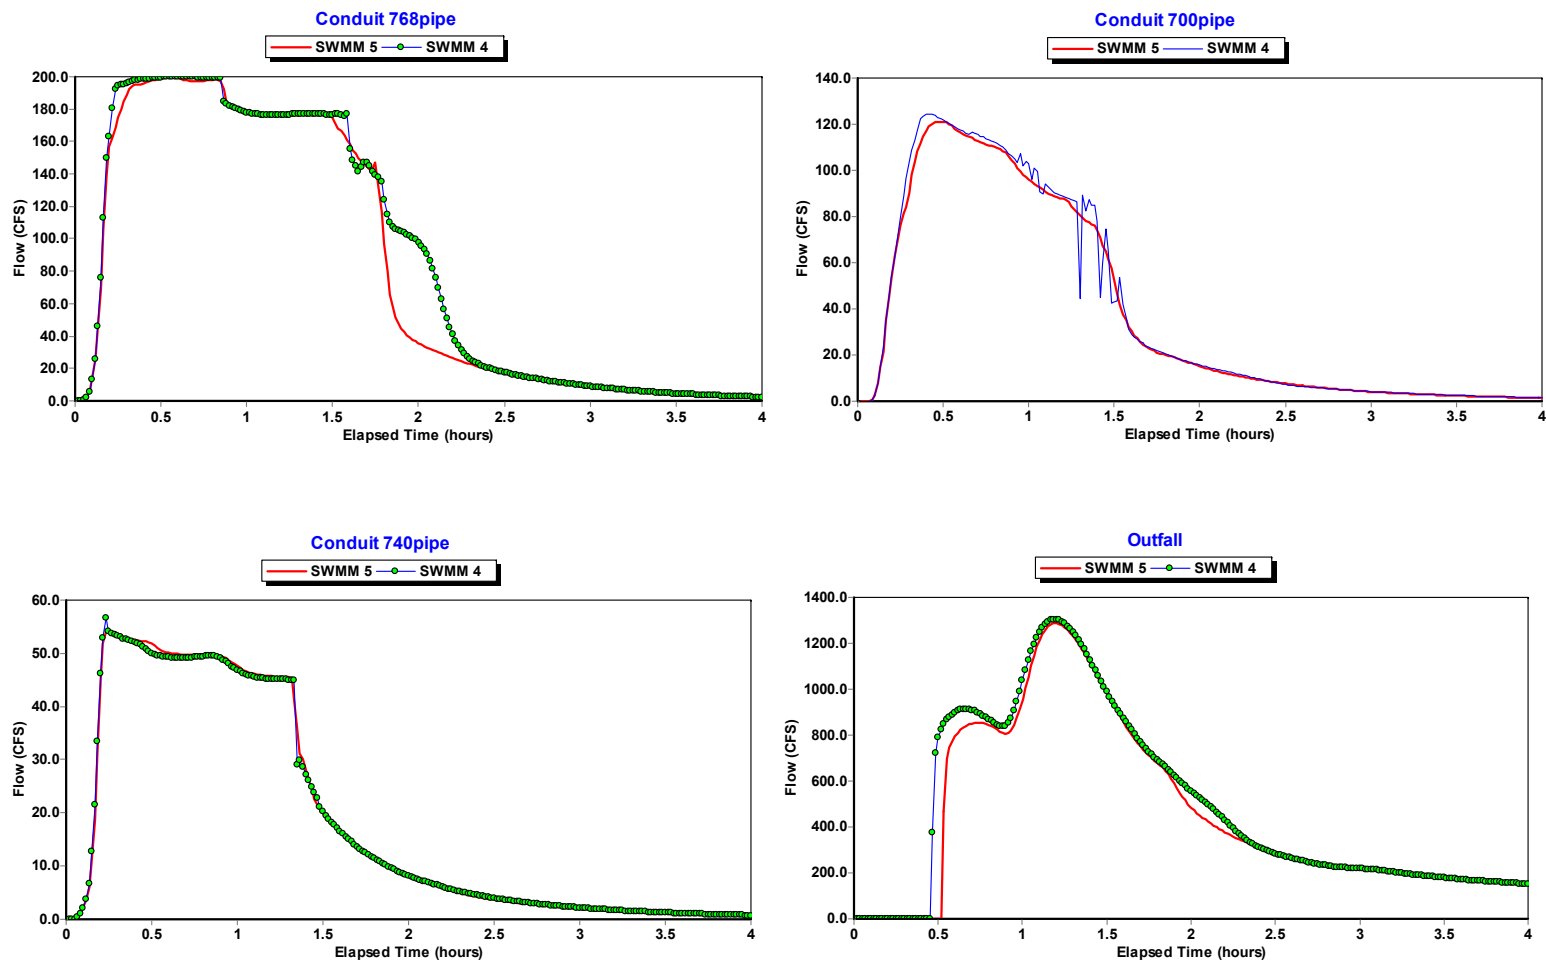 Conduit 768pipe
SWMM 5 SWMM 4
200.0
180.0
160.0
140.0
120.0
100.0
80.0
60.0
40.0
20.0
0.0
Flow (CFS)
0 0.5 1 1.5 2 2.5 3 3.5 4
Elapsed Time (hours)
Conduit 700pipe
SWMM 5 SWMM 4
140.0
120.0
100.0
80.0
60.0
40.0
20.0
0.0
Flow (CFS)
0 0.5 1 1.5 2 2.5 3 3.5 4
Elapsed Time (hours)
Conduit 740pipe
SWMM 5 SWMM 4
60.0
50.0
40.0
30.0
20.0
10.0
0.0
Flow (CFS)
0 0.5 1 1.5 2 2.5 3 3.5 4
Elapsed Time (hours)
Outfall
SWMM 5 SWMM 4
1400.0
1200.0
1000.0
800.0
600.0
400.0
200.0
0.0
Flow (CFS)
0 0.5 1 1.5 2 2.5 3 3.5 4
Elapsed Time (hours)